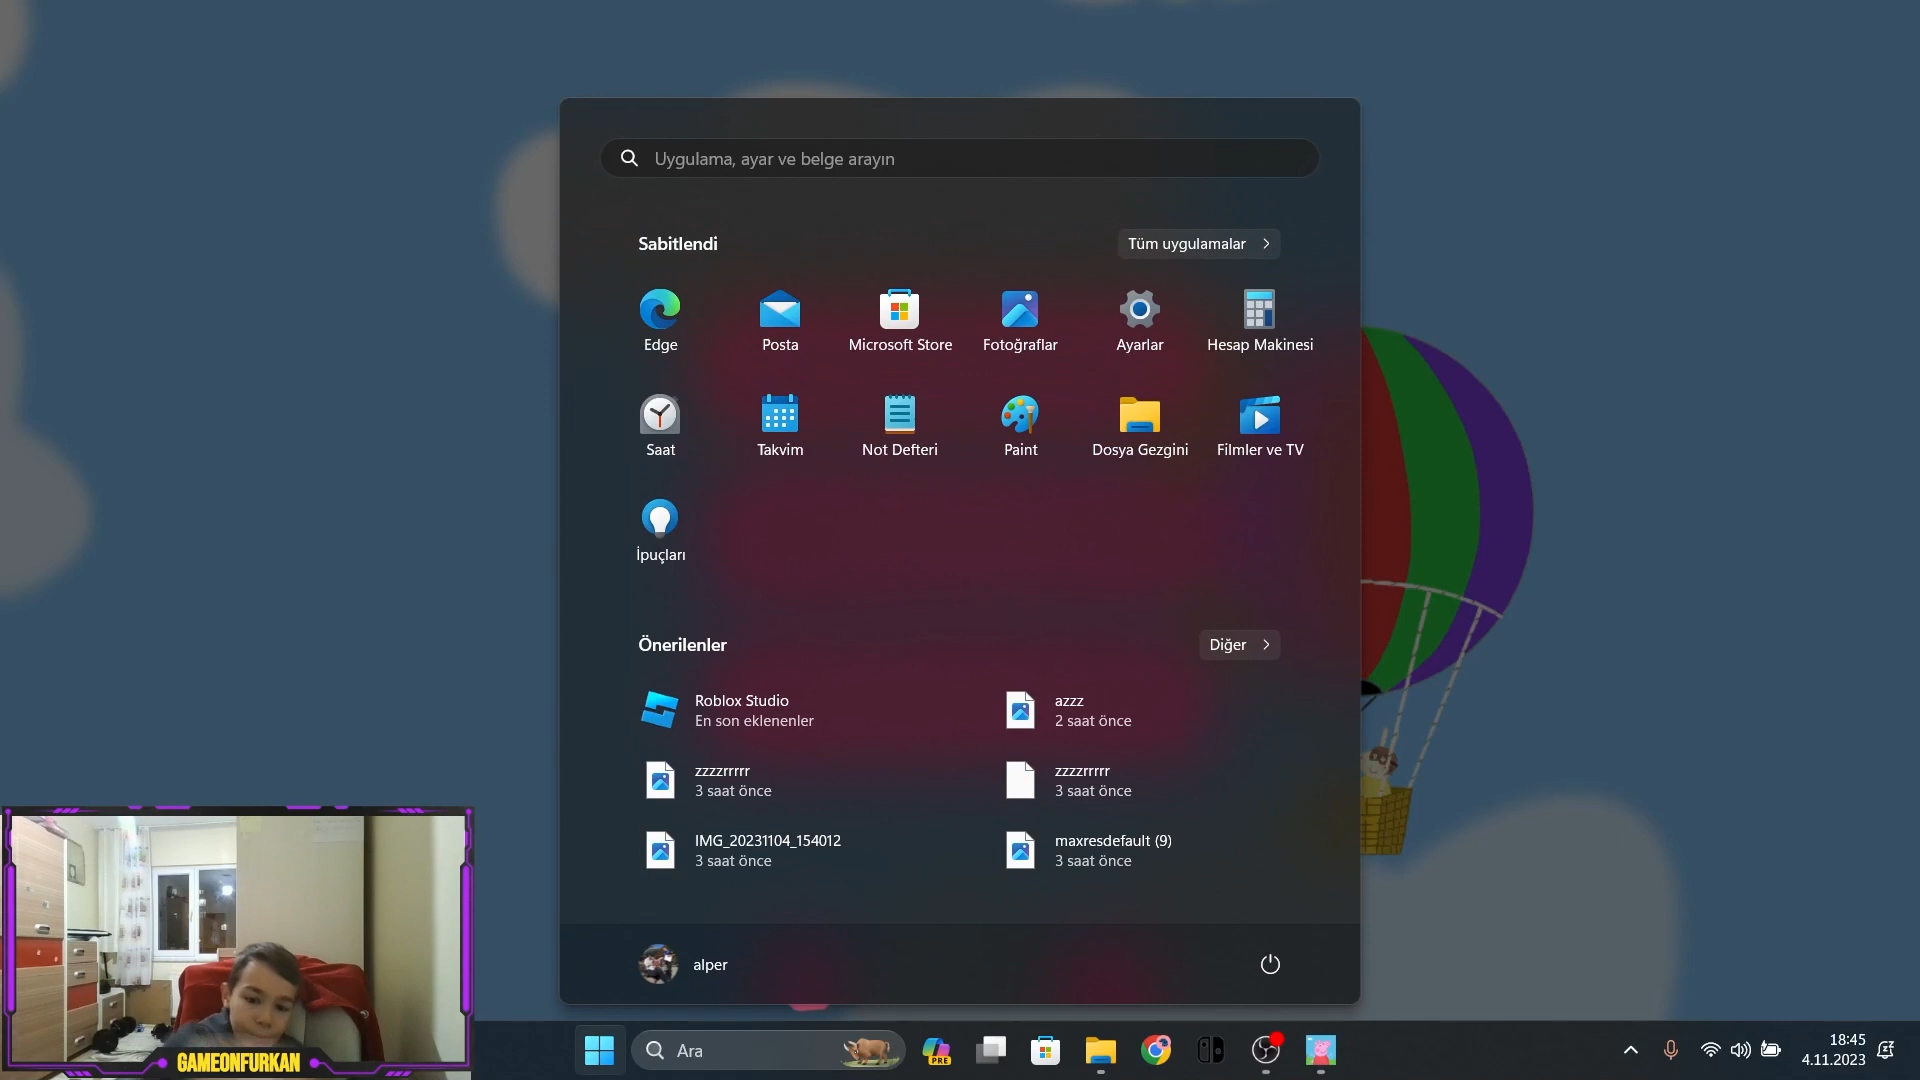 Uygulama, ayar ve belge arayın
Sabitlendi
Tüm uygulamalar
Edge
Posta
Microsoft Store
Fotoğraflar
Ayarlar
Hesap Makinesi
Saat
Takvim
Not Defteri
Paint
Dosya Gezgini
Filmler ve TV
İpuçları
Önerilenler
Diğer
Roblox Studio
En son eklenenler
azzz
2 saat önce
zzzzrrrrr
3 saat önce
zzzzrrrrr
3 saat önce
IMG_20231104_154012
3 saat önce
maxresdefault (9)
3 saat önce
alper
GAMEONFURKAN
Ara
PRE
18:45
4.11.2023